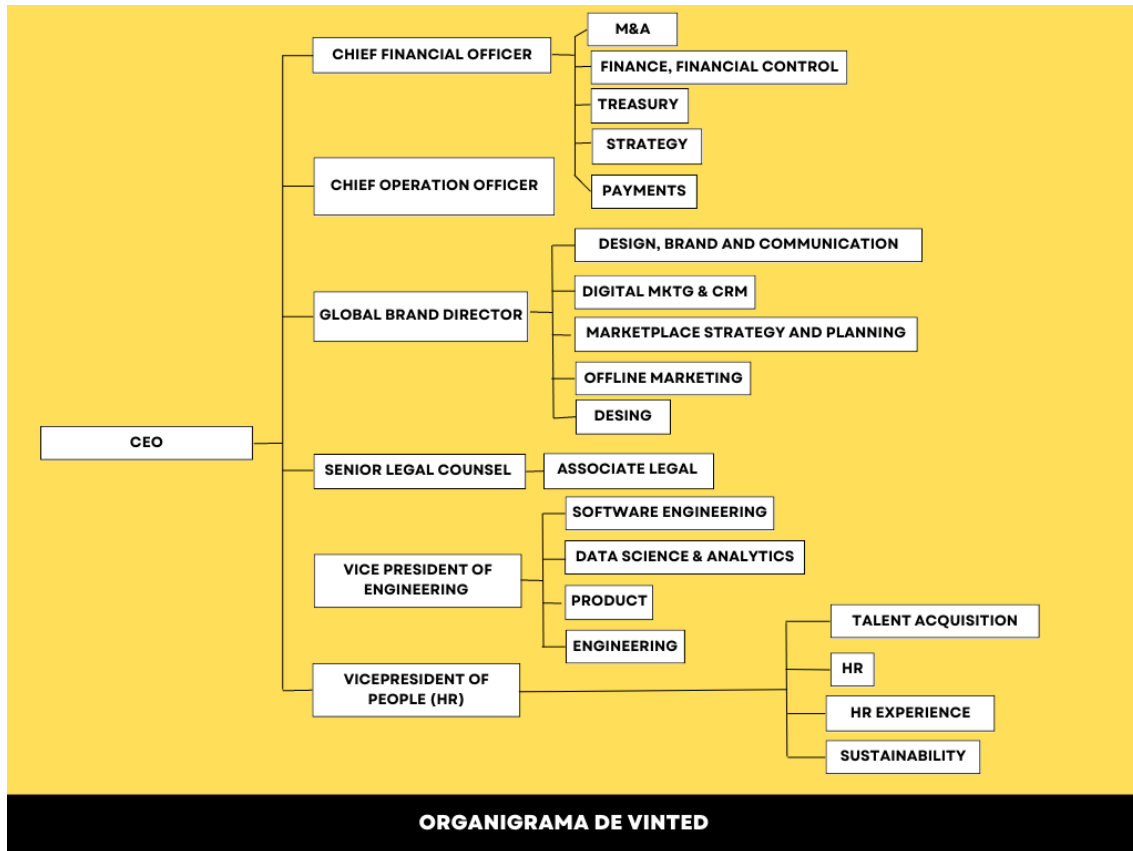 CHIEF FINANCIAL OFFICER
M&A
FINANCE, FINANCIAL CONTROL
TREASURY
STRATEGY
PAYMENTS
CHIEF OPERATION OFFICER
GLOBAL BRAND DIRECTOR
DESIGN, BRAND AND COMMUNICATION
DIGITAL MKTG & CRM
MARKETPLACE STRATEGY AND PLANNING
OFFLINE MARKETING
DESING
CEO
SENIOR LEGAL COUNSEL
ASSOCIATE LEGAL
VICE PRESIDENT OF
ENGINEERING
SOFTWARE ENGINEERING
DATA SCIENCE & ANALYTICS
PRODUCT
ENGINEERING
VICEPRESIDENT OF
PEOPLE (HR)
TALENT ACQUISITION
HR
HR EXPERIENCE
SUSTAINABILITY
ORGANIGRAMA DE VINTED